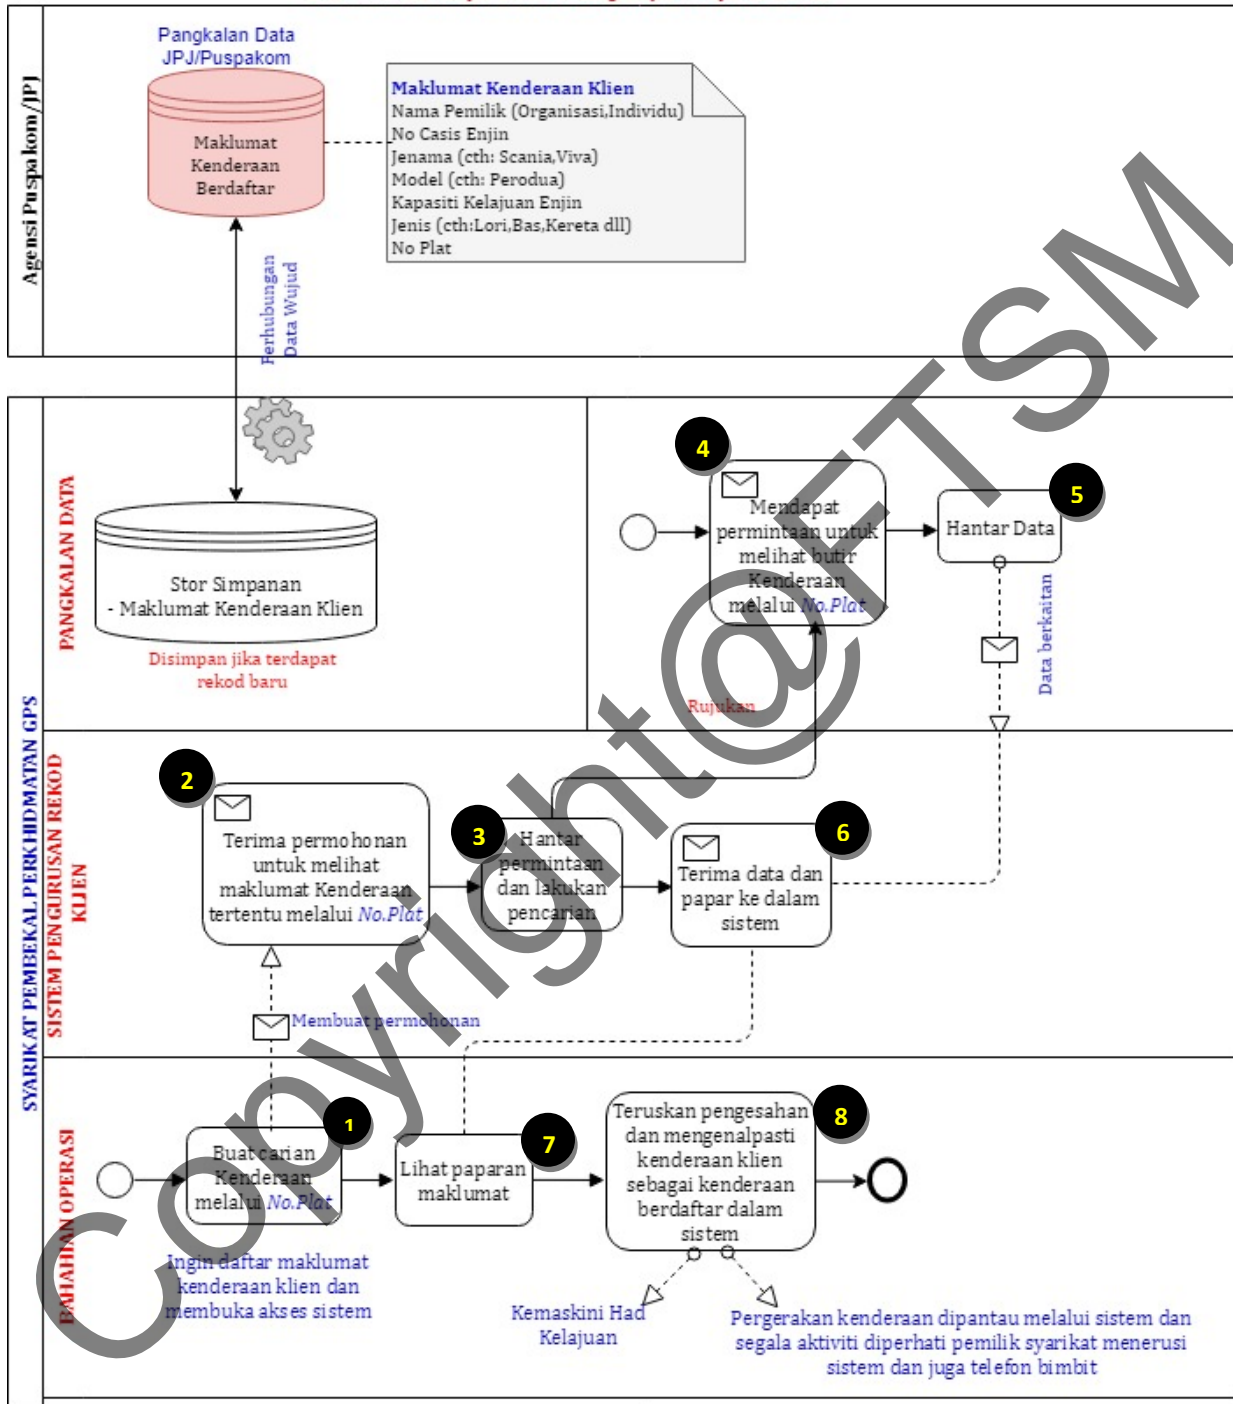 Pangkalan Data
JPJ/Puspakom
Agensi Puspakom/JPJ
Maklumat
Kenderaan
Berdaftar
Maklumat Kenderaan Klien
Nama Pemilik (Organisasi,Individu)
No Casis Enjin
Jenama (cth: Scania,Viva)
Model (cth: Perodua)
Kapasiti Kelajuan Enjin
Jenis (cth:Lori,Bas,Kereta dll)
No Plat
Perhubungan
Data Wujud
SYARIKAT PEMBEKAL PERKHIDMATAN GPS
PANGKALAN DATA
Stor Simpanan
- Maklumat Kenderaan Klien
Disimpan jika terdapat
rekod baru
4
Mendapat
permintaan untuk
melihat butir
Kenderaan
melalui No.Plat
5
Hantar Data
Data berkaitan
Rujukan
SISTEM PENGURUSAN REKOD
KLIEN
2
Terima permohonan
untuk melihat
maklumat Kenderaan
tertentu melalui No.Plat
3
Hantar
permintaan
dan lakukan
pencarian
6
Terima data dan
papar ke dalam
sistem
Membuat permohonan
BAHAHIAN OPERASI
1
Buat carian
Kenderaan
melalui No.Plat
7
Lihat paparan
maklumat
8
Teruskan pengesahan
dan mengenalpasti
kenderaan klien
sebagai kenderaan
berdaftar dalam
sistem
Ingin daftar maklumat
kenderaan klien dan
membuka akses sistem
Kemaskini Had
Kelajuan
Pergerakan kenderaan dipantau melalui sistem dan
segala aktiviti diperhati pemilik syarikat menerusi
sistem dan juga telefon bimbit
Copyright@FTSM